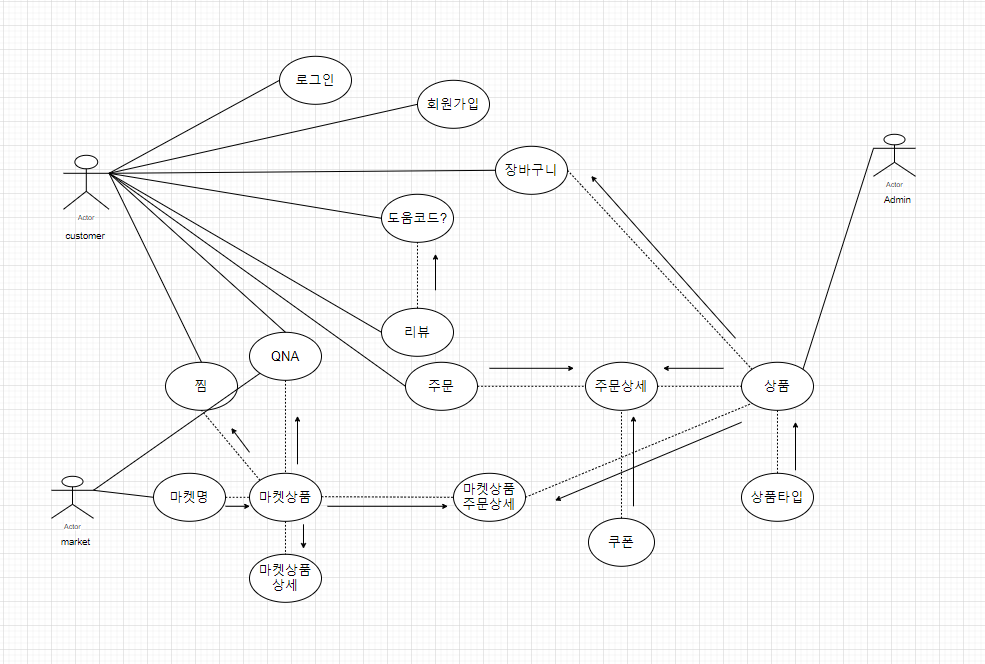 로그인
회원가입
장바구니
Actor
Admin
Actor
customer
도움코드?
리뷰
QNA
찜
주문
주문상세
상품
마켓명
마켓상품
마켓상품
주문상세
상품타입
Actor
market
쿠폰
마켓상품
상세